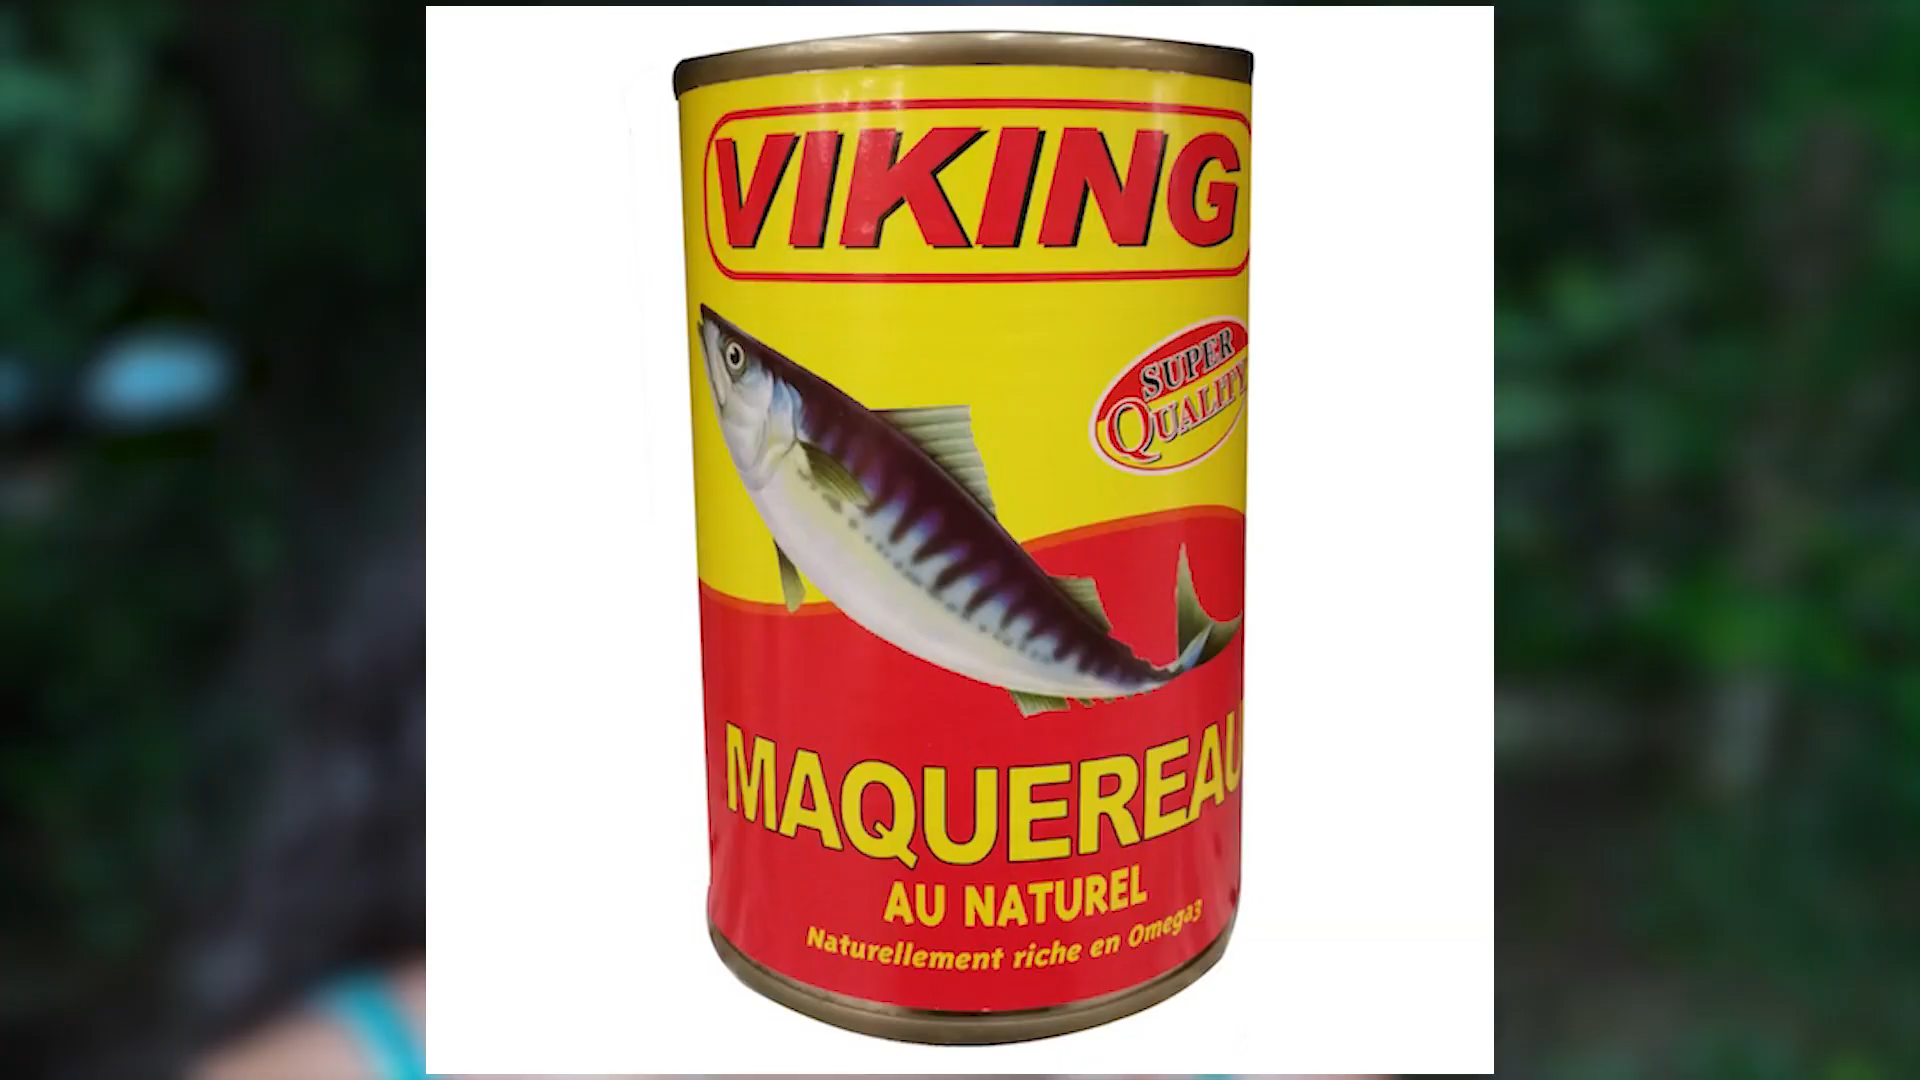 VIKING
SUPER
QUALITY
MAQUEREAU
AU NATUREL
Naturellement riche en Omega3